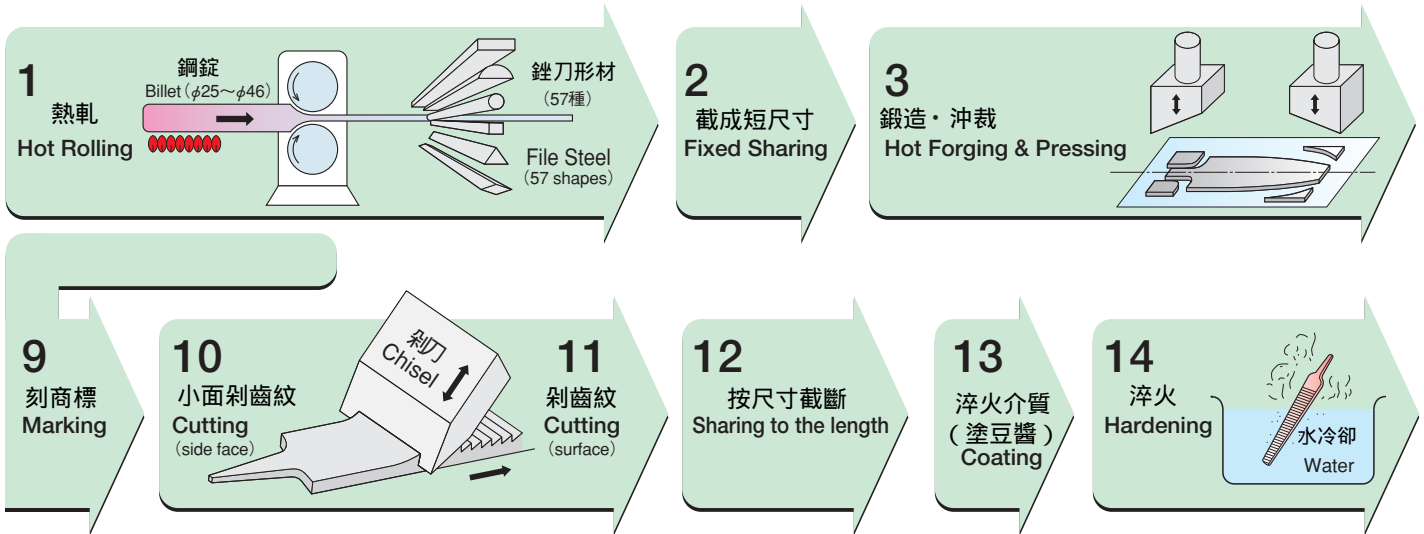 1
熱軋
Hot Rolling
鋼錠
Billet(φ25～φ46)
銼刀形材
(57種)
File Steel
(57 shapes)
2
截成短尺寸
Fixed Sharing
3
鍛造・沖裁
Hot Forging & Pressing
9
刻商標
Marking
10
小面剁齒紋
Cutting
(side face)
剁刀
Chisel
11
剁齒紋
Cutting
(surface)
12
按尺寸截斷
Sharing to the length
13
淬火介質
(塗豆醬)
Coating
14
淬火
Hardening
水冷卻
Water